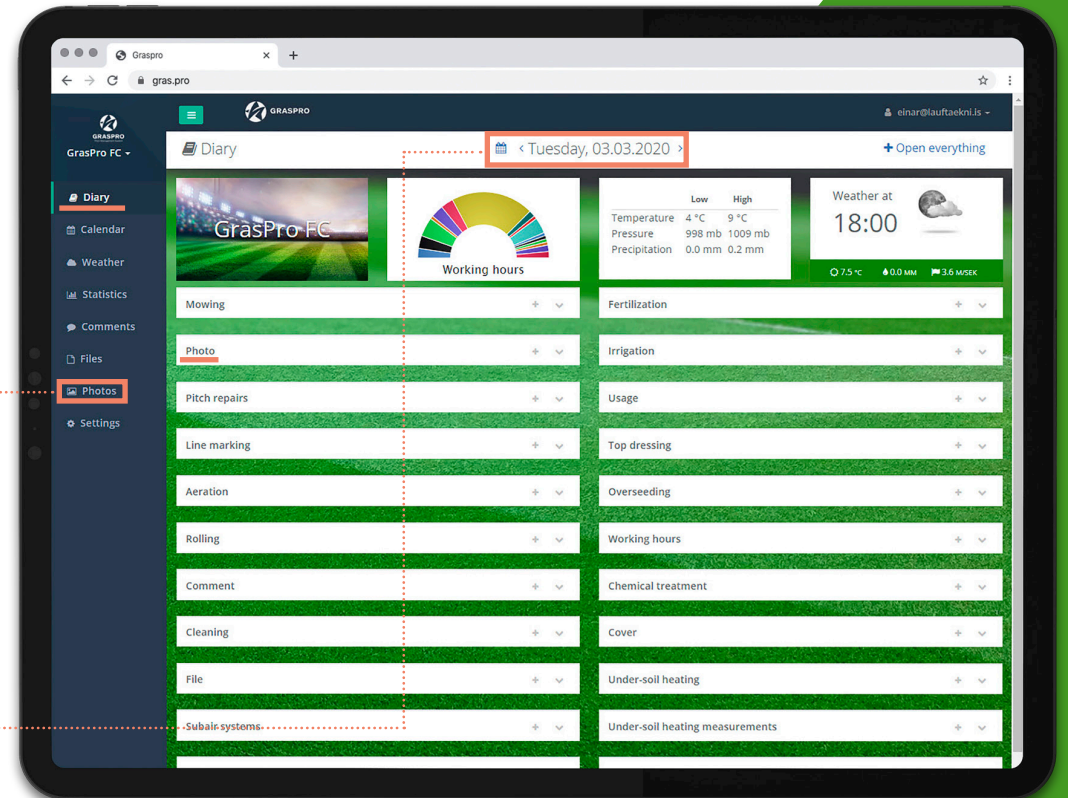 Graspro
gras.pro
GRASPRO
GrasPro FC
GRASPRO
einar@lauftaekni.is
Diary
Tuesday, 03.03.2020
Open everything
Diary
Calendar
Weather
Statistics
Comments
Files
Photos
Settings
GrasPro FC
Working hours
Low High
Temperature 4 °C 9 °C
Pressure 998 mb 1009 mb
Precipitation 0.0 mm 0.2 mm
Weather at
18:00
7.5 °C 0.0 MM 3.6 M/SEK
Mowing
Fertilization
Photo
Irrigation
Pitch repairs
Usage
Line marking
Top dressing
Aeration
Overseeding
Rolling
Working hours
Comment
Chemical treatment
Cleaning
Cover
File
Under-soil heating
Subair systems
Under-soil heating measurements